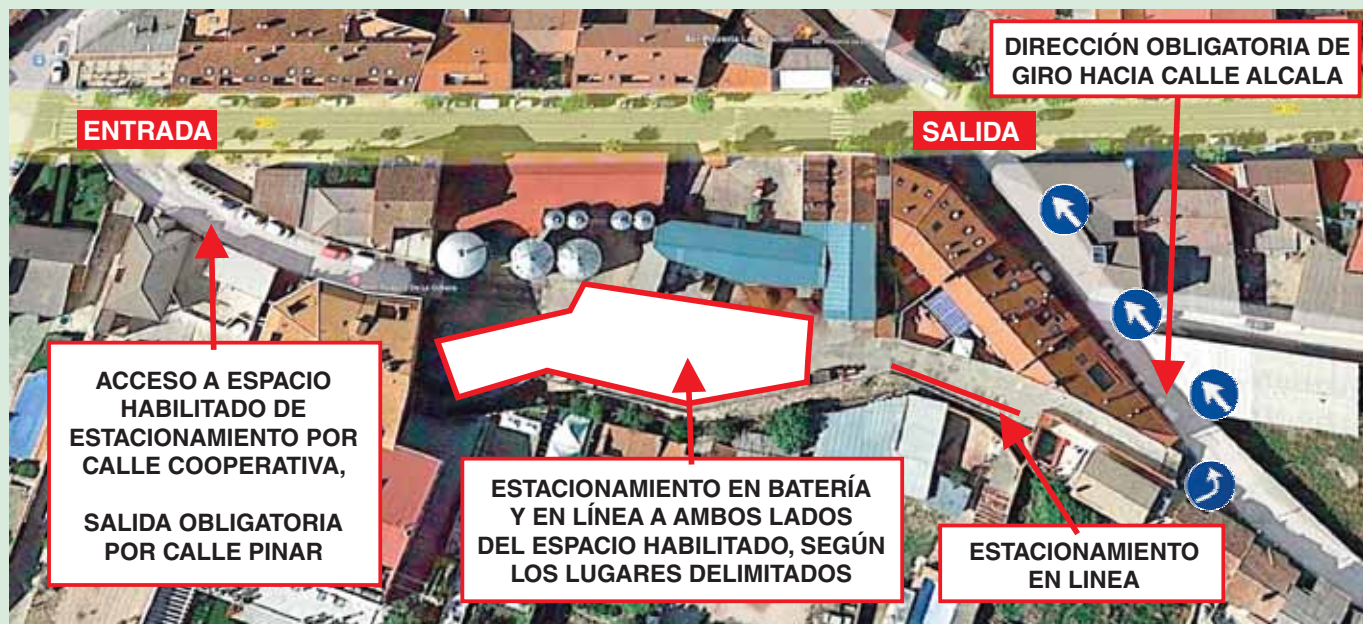 DIRECCIÓN OBLIGATORIA DE
GIRO HACIA CALLE ALCALA
ENTRADA
SALIDA
ACCESO A ESPACIO
HABILITADO DE
ESTACIONAMIENTO POR
CALLE COOPERATIVA,
SALIDA OBLIGATORIA
POR CALLE PINAR
ESTACIONAMIENTO EN BATERÍA
Y EN LÍNEA A AMBOS LADOS
DEL ESPACIO HABILITADO, SEGÚN
LOS LUGARES DELIMITADOS
ESTACIONAMIENTO
EN LINEA